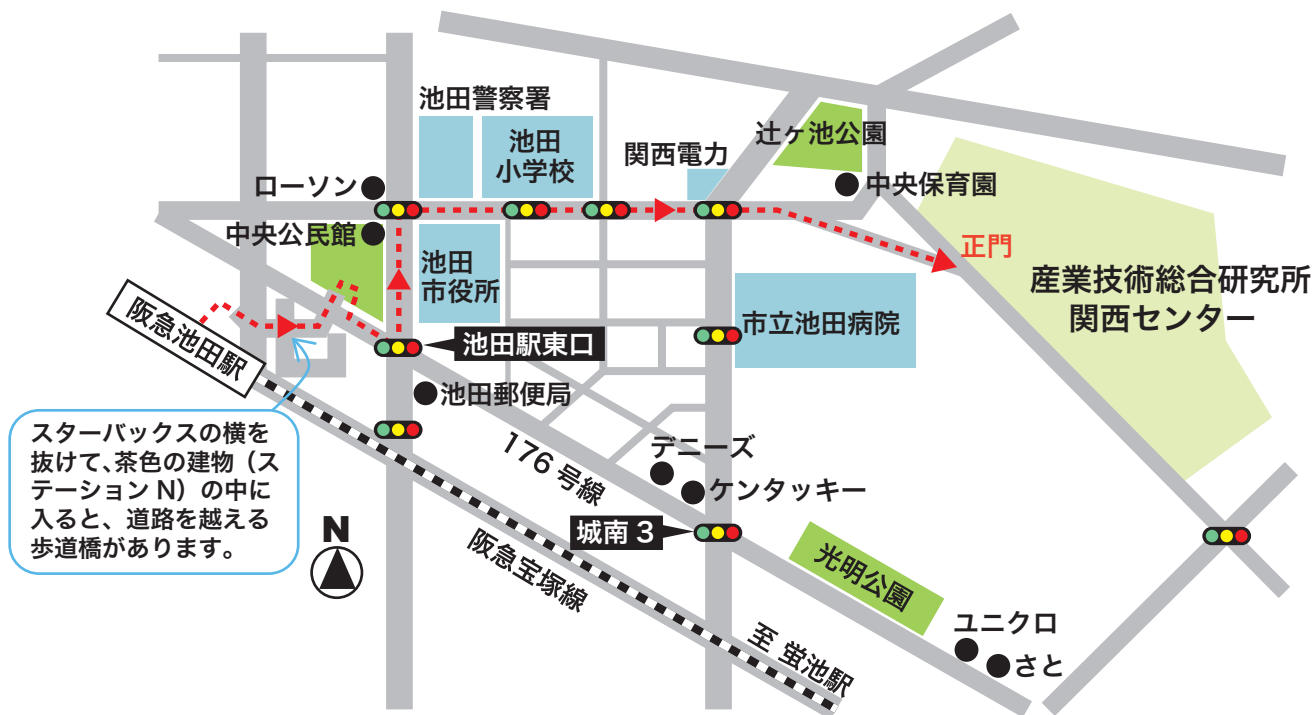 池田警察署
池田
小学校
関西電力
辻ヶ池公園
中央保育園
ローソン
中央公民館
池田
市役所
正門
産業技術総合研究所
関西センター
阪急池田駅
池田駅東口
市立池田病院
池田郵便局
スターバックスの横を
抜けて、茶色の建物（ス
テーション N）の中に
入ると、道路を越える
歩道橋があります。
176 号線
デニーズ
ケンタッキー
N
城南 3
阪急宝塚線
光明公園
ユニクロ
さと
至 蛍池駅